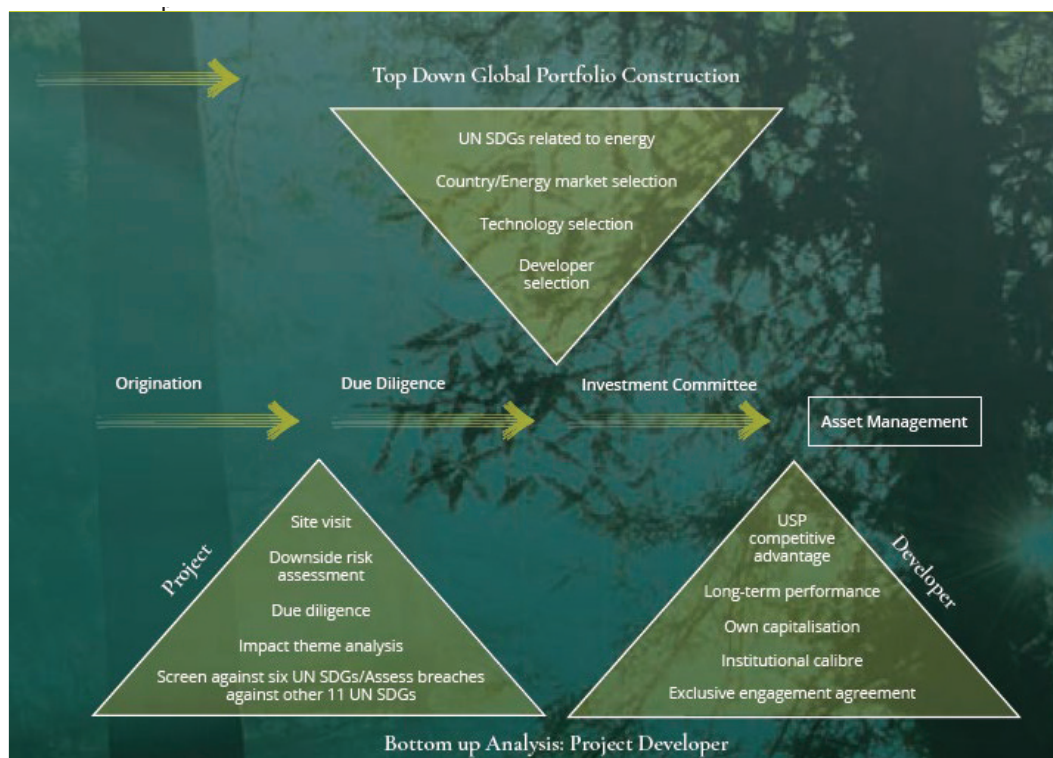 Top Down Global Portfolio Construction
UN SDGs related to energy
Country/Energy market selection
Technology selection
Developer
selection
Origination
Due Diligence
Investment Committee
Asset Management
Project
Site visit
Downside risk
assessment
Due diligence
Impact theme analysis
Screen against six UN SDGs/Assess breaches
against other 11 UN SDGs
Developer
USP
competitive
advantage
Long-term performance
Own capitalisation
Institutional calibre
Exclusive engagement agreement
Bottom up Analysis: Project Developer